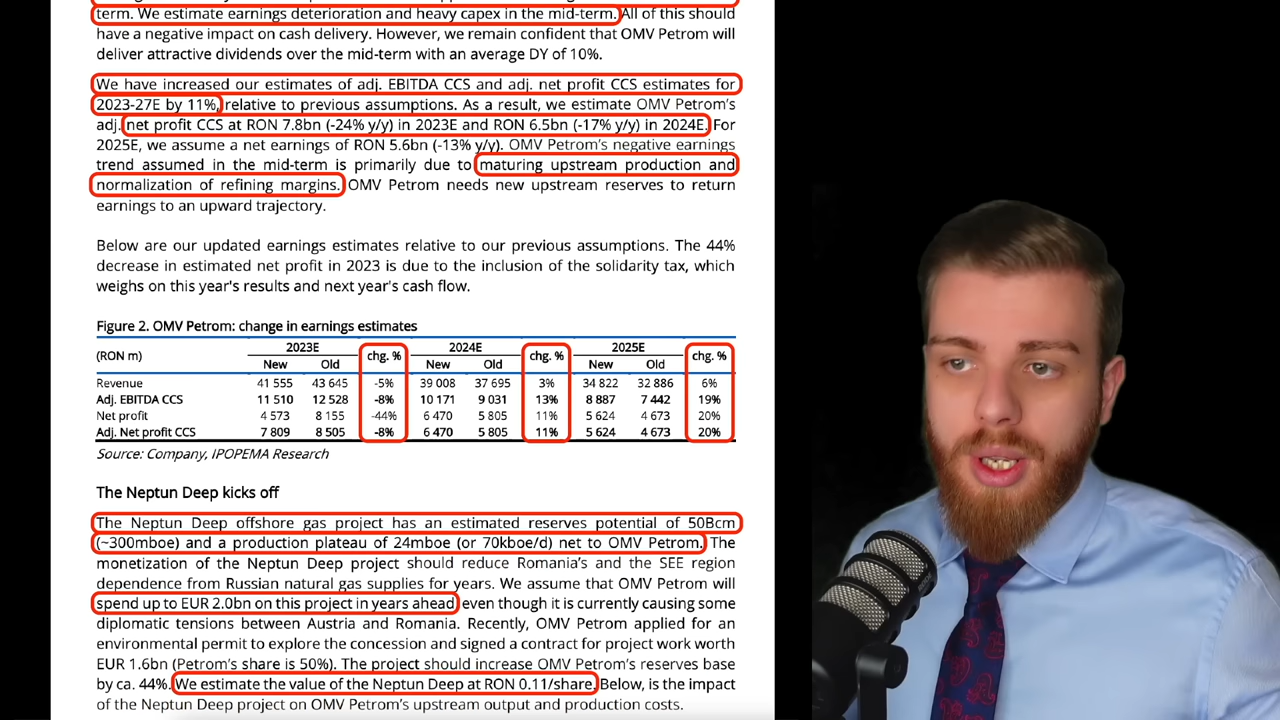 term. We estimate earnings deterioration and heavy capex in the mid-term. All of this should
have a negative impact on cash delivery. However, we remain confident that OMV Petrom will
deliver attractive dividends over the mid-term with an average DY of 10%.
We have increased our estimates of adj. EBITDA CCS and adj. net profit CCS estimates for
2023-27E by 11%, relative to previous assumptions. As a result, we estimate OMV Petrom's
adj. net profit CCS at RON 7.8bn (-24% y/y) in 2023E and RON 6.5bn (-17% y/y) in 2024E. For
2025E, we assume a net earnings of RON 5.6bn (-13% y/y). OMV Petrom's negative earnings
trend assumed in the mid-term is primarily due to maturing upstream production and
normalization of refining margins. OMV Petrom needs new upstream reserves to return
earnings to an upward trajectory.
Below are our updated earnings estimates relative to our previous assumptions. The 44%
decrease in estimated net profit in 2023 is due to the inclusion of the solidarity tax, which
weighs on this year's results and next year's cash flow.
Figure 2. OMV Petrom: change in earnings estimates
(RON m) 2023E chg. % 2024E chg. % 2025E chg. %
New Old New Old New Old
Revenue 41 555 43 645 -5% 39 008 37 695 3% 34 822 32 886 6%
Adj. EBITDA CCS 11 510 12 528 -8% 10 171 9 031 13% 8 887 7 442 19%
Net profit 4 573 8 155 -44% 6 470 5 805 11% 5 624 4 673 20%
Adj. Net profit CCS 7 809 8 505 -8% 6 470 5 805 11% 5 624 4 673 20%
Source: Company, IPOPEMA Research
The Neptun Deep kicks off
The Neptun Deep offshore gas project has an estimated reserves potential of 50Bcm
(~300mboe) and a production plateau of 24mboe (or 70kboe/d) net to OMV Petrom. The
monetization of the Neptun Deep project should reduce Romania's and the SEE region
dependence from Russian natural gas supplies for years. We assume that OMV Petrom will
spend up to EUR 2.0bn on this project in years ahead even though it is currently causing some
diplomatic tensions between Austria and Romania. Recently, OMV Petrom applied for an
environmental permit to explore the concession and signed a contract for project work worth
EUR 1.6bn (Petrom's share is 50%). The project should increase OMV Petrom's reserves base
by ca. 44%. We estimate the value of the Neptun Deep at RON 0.11/share. Below, is the impact
of the Neptun Deep project on OMV Petrom's upstream output and production costs.